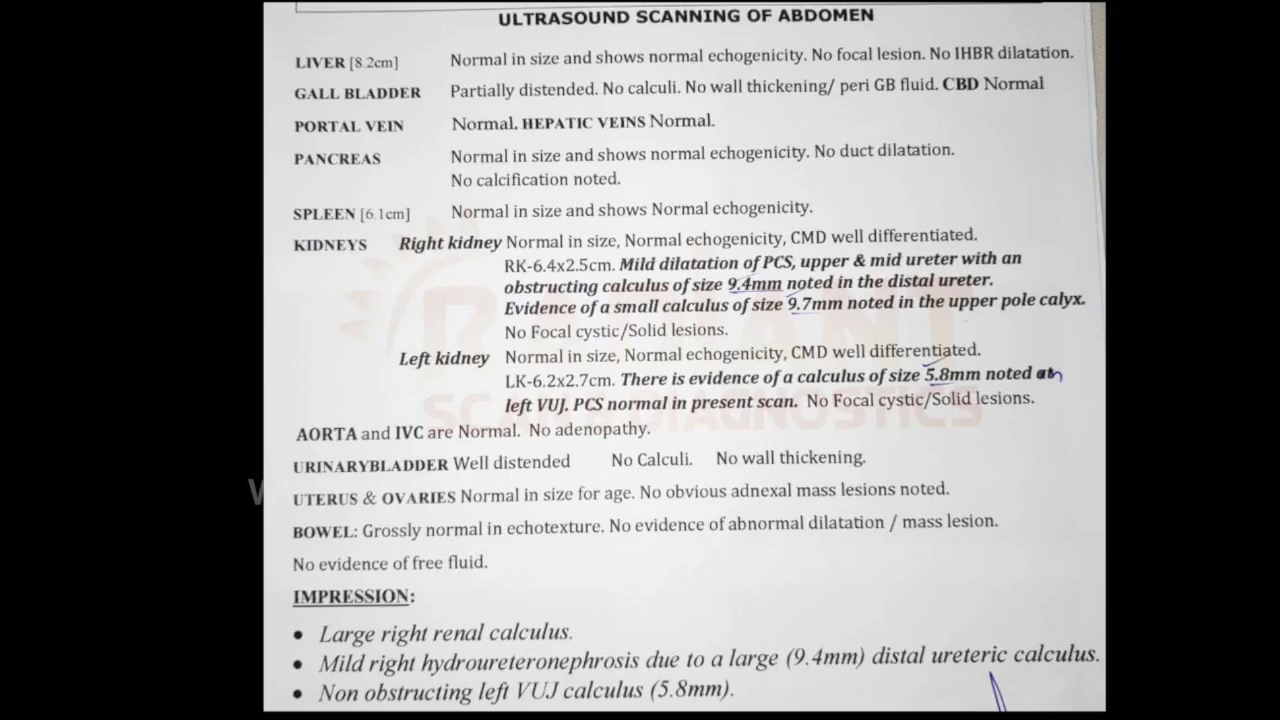 ULTRASOUND SCANNING OF ABDOMEN
LIVER [8.2cm] Normal in size and shows normal echogenicity. No focal lesion. No IHBR dilatation.
GALL BLADDER Partially distended. No calculi. No wall thickening/ peri GB fluid. CBD Normal
PORTAL VEIN Normal. HEPATIC VEINS Normal.
PANCREAS Normal in size and shows normal echogenicity. No duct dilatation.
No calcification noted.
SPLEEN [6.1cm] Normal in size and shows Normal echogenicity.
KIDNEYS Right kidney Normal in size, Normal echogenicity, CMD well differentiated.
RK-6.4x2.5cm. Mild dilatation of PCS, upper & mid ureter with an
obstructing calculus of size 9.4mm noted in the distal ureter.
Evidence of a small calculus of size 9.7mm noted in the upper pole calyx.
No Focal cystic/Solid lesions.
Left kidney Normal in size, Normal echogenicity, CMD well differentiated.
LK-6.2x2.7cm. There is evidence of a calculus of size 5.8mm noted at
left VUJ. PCS normal in present scan. No Focal cystic/Solid lesions.
SCANS DIAGNOSTICS
AORTA and IVC are Normal. No adenopathy.
URINARYBLADDER Well distended No Calculi. No wall thickening.
UTERUS & OVARIES Normal in size for age. No obvious adnexal mass lesions noted.
BOWEL: Grossly normal in echotexture. No evidence of abnormal dilatation / mass lesion.
No evidence of free fluid.
IMPRESSION:
• Large right renal calculus.
• Mild right hydroureteronephrosis due to a large (9.4mm) distal ureteric calculus.
• Non obstructing left VUJ calculus (5.8mm).